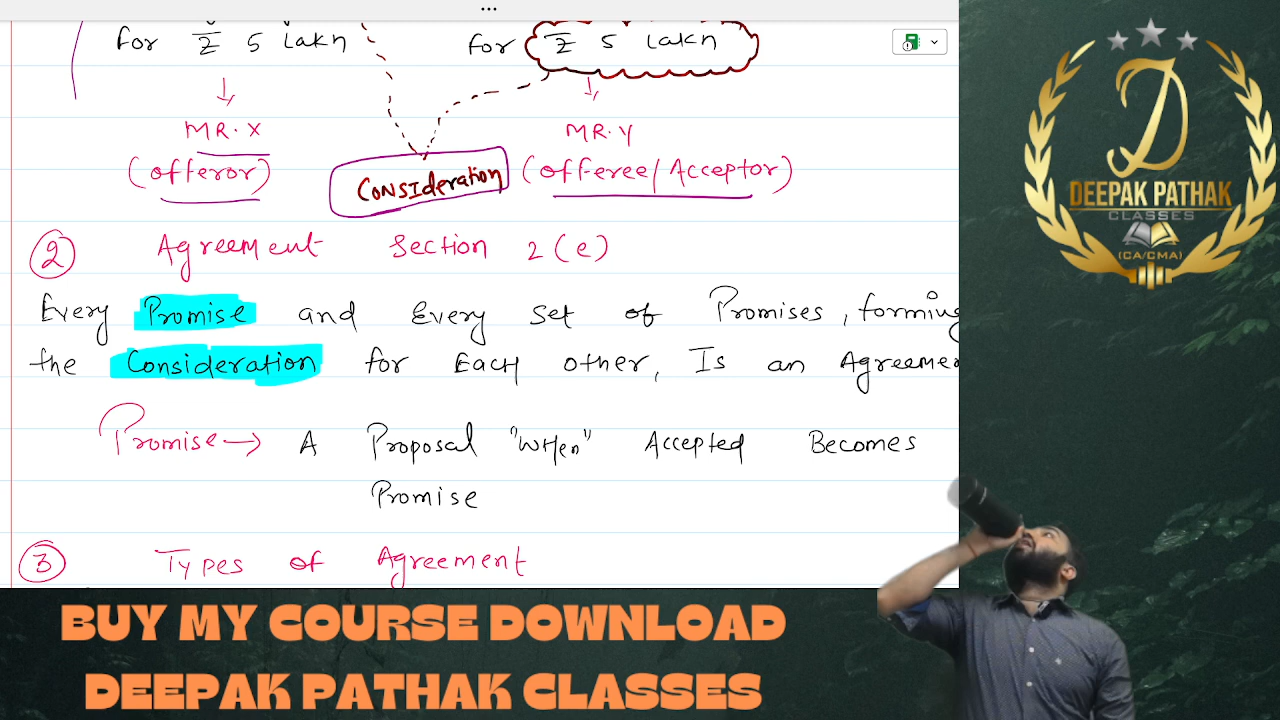 ...
for ₹ 5 lakh for ₹ 5 lakh
MR. X MR. Y
(offeror) Consideration (offeree/Acceptor)
2 Agreement Section 2 (e)
Every Promise and Every set of Promises, forming
the Consideration for Each other, Is an Agreemen
Promise → A Proposal "When" Accepted Becomes
Promise
3 Types of Agreement
D
DEEPAK PATHAK
CLASSES
(CA/CMA)
BUY MY COURSE DOWNLOAD
DEEPAK PATHAK CLASSES